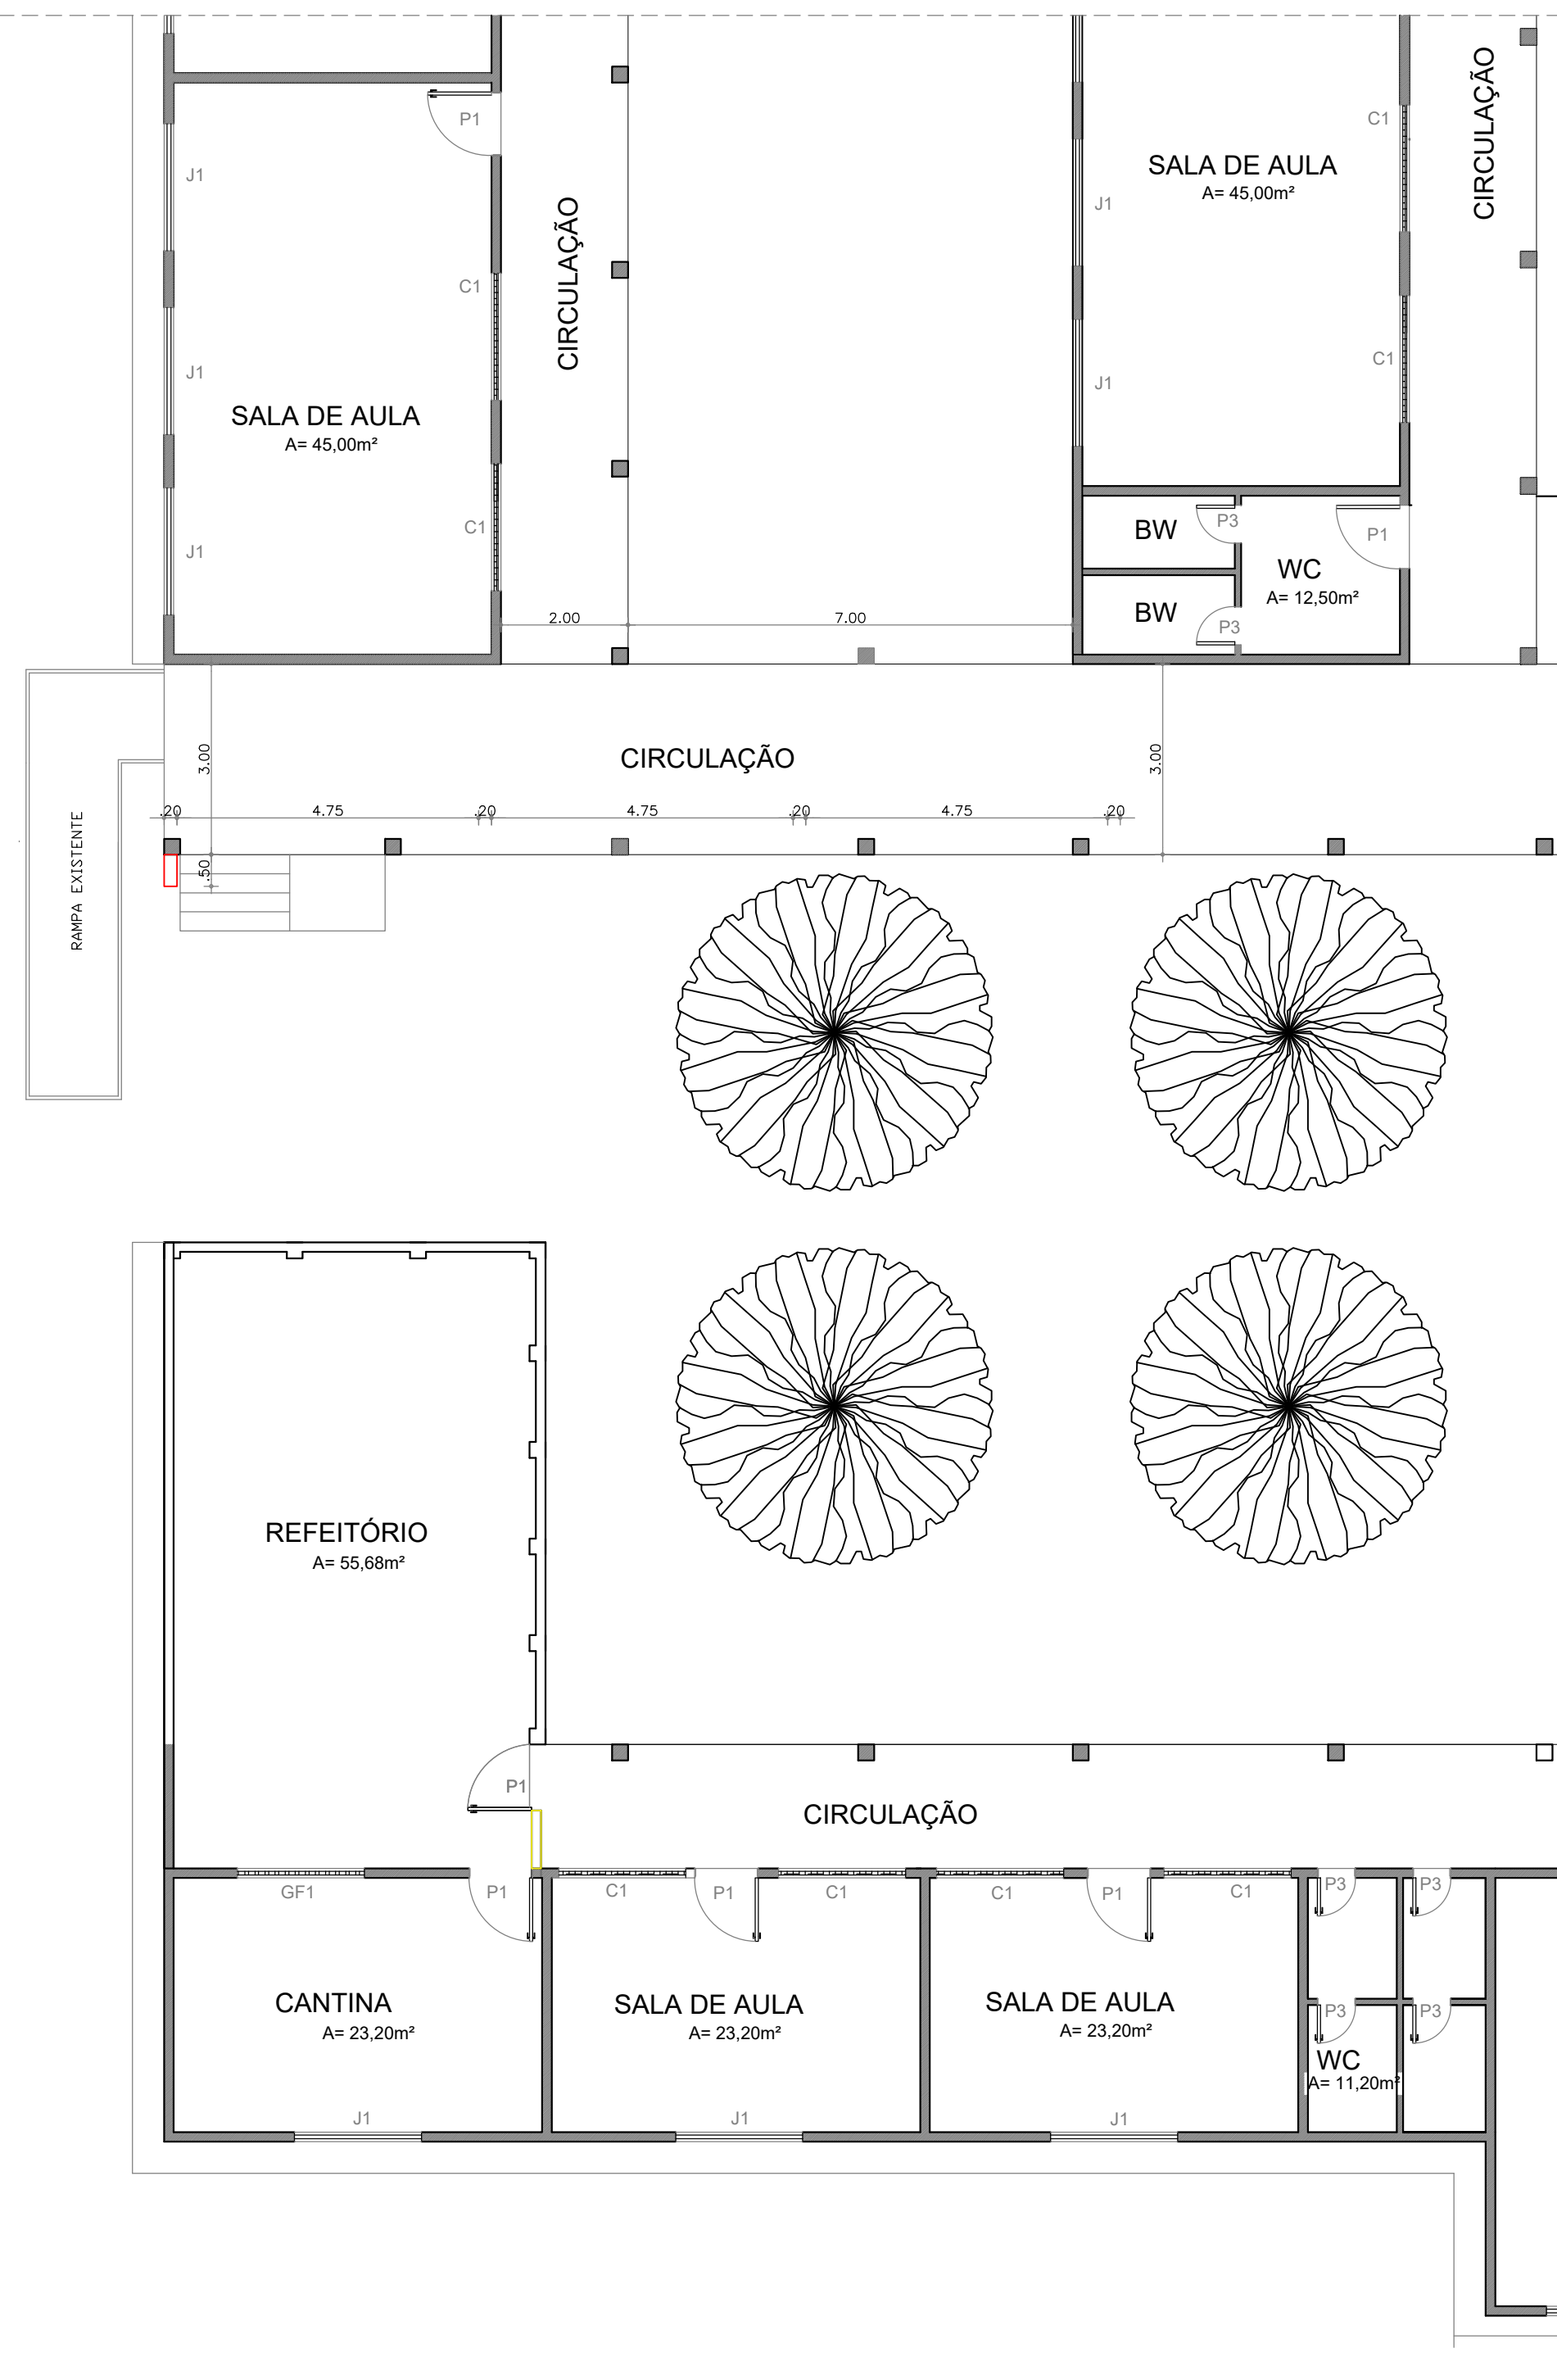 CIRCULAÇÃO
P1
C1
J1
SALA DE AULA
A= 45,00m²
J1
CIRCULAÇÃO
C1
C1
J1
J1
SALA DE AULA
A= 45,00m²
C1
J1
BW
P3
P1
WC
A= 12,50m²
BW
P3
2.00
7.00
3.00
CIRCULAÇÃO
3.00
.20
4.75
.20
4.75
.20
4.75
.20
.50
RAMPA EXISTENTE
REFEITÓRIO
A= 55,68m²
P1
CIRCULAÇÃO
GF1
P1
C1
P1
C1
C1
P1
C1
P3
P3
CANTINA
A= 23,20m²
SALA DE AULA
A= 23,20m²
SALA DE AULA
A= 23,20m²
P3
P3
WC
A= 11,20m²
J1
J1
J1